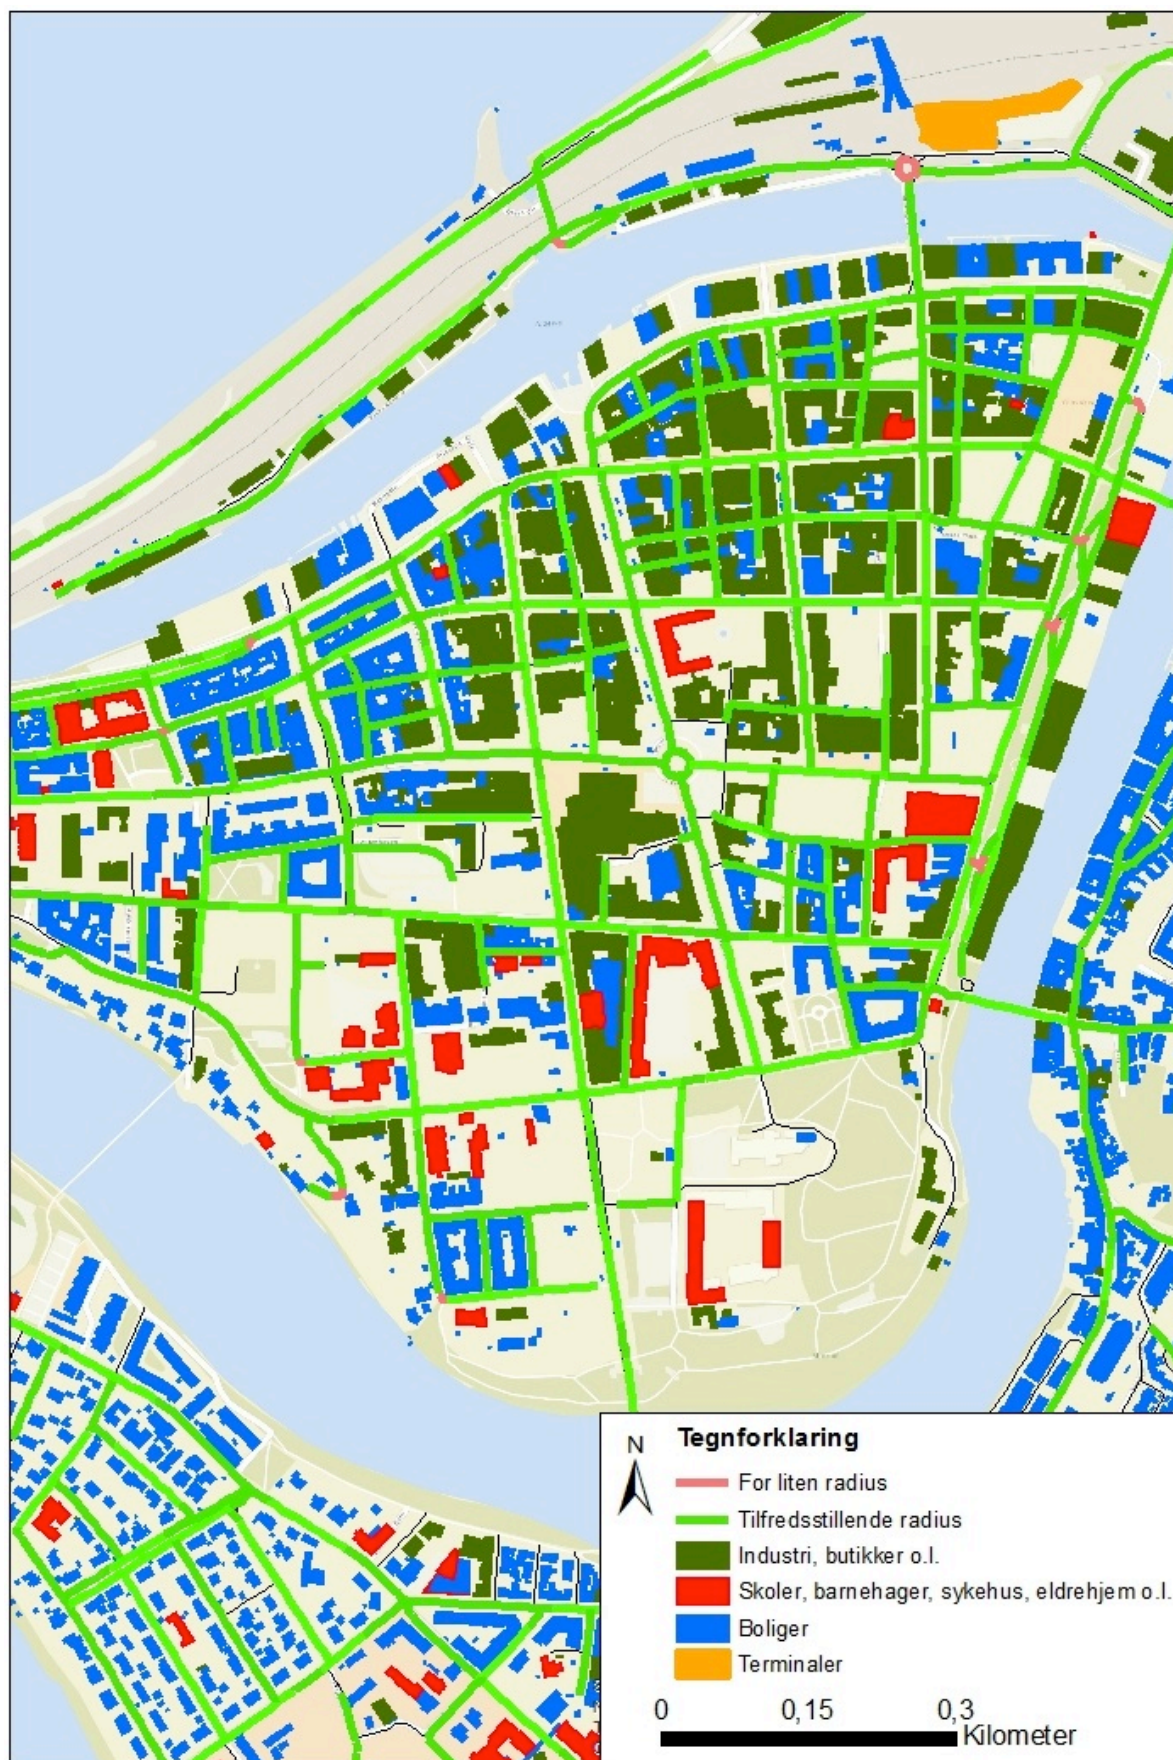 N
Tegnforklaring
For liten radius
Tilfredsstillende radius
Industri, butikker o.l.
Skoler, barnehager, sykehus, eldrehjem o.l.
Boliger
Terminaler
0 0,15 0,3
Kilometer